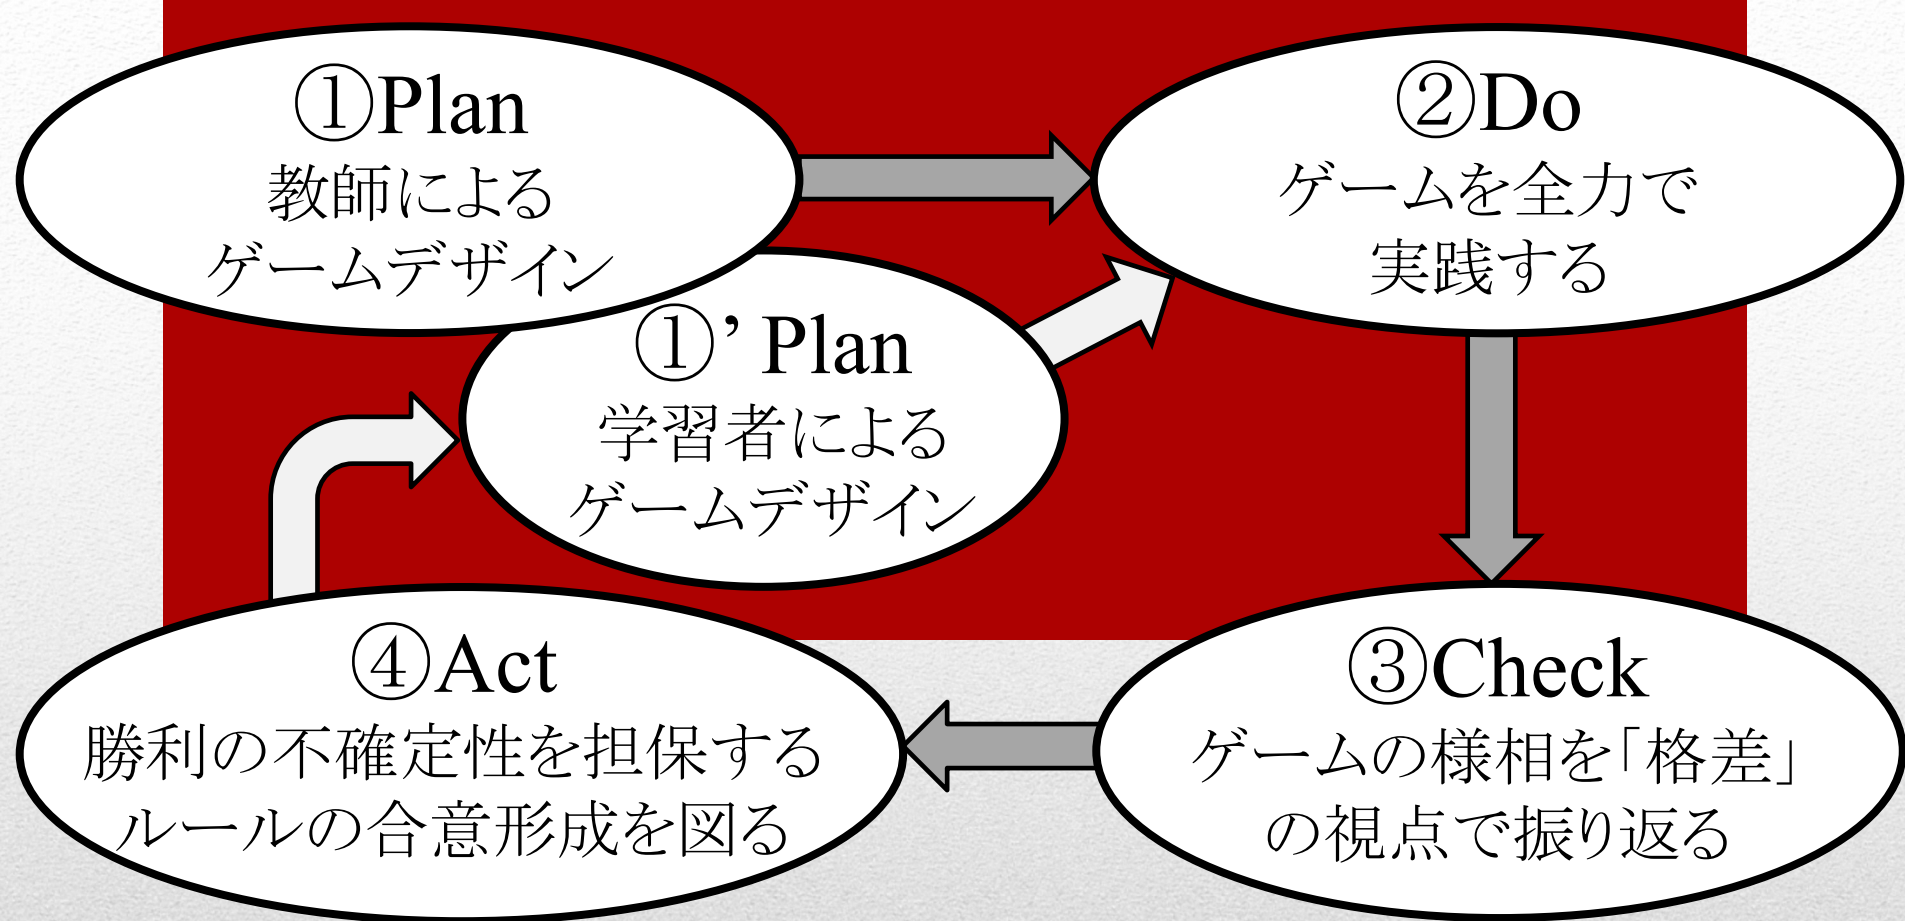 ①Plan
教師による
ゲームデザイン
②Do
ゲームを全力で
実践する
①’ Plan
学習者による
ゲームデザイン
④Act
勝利の不確定性を担保する
ルールの合意形成を図る
③Check
ゲームの様相を「格差」
の視点で振り返る